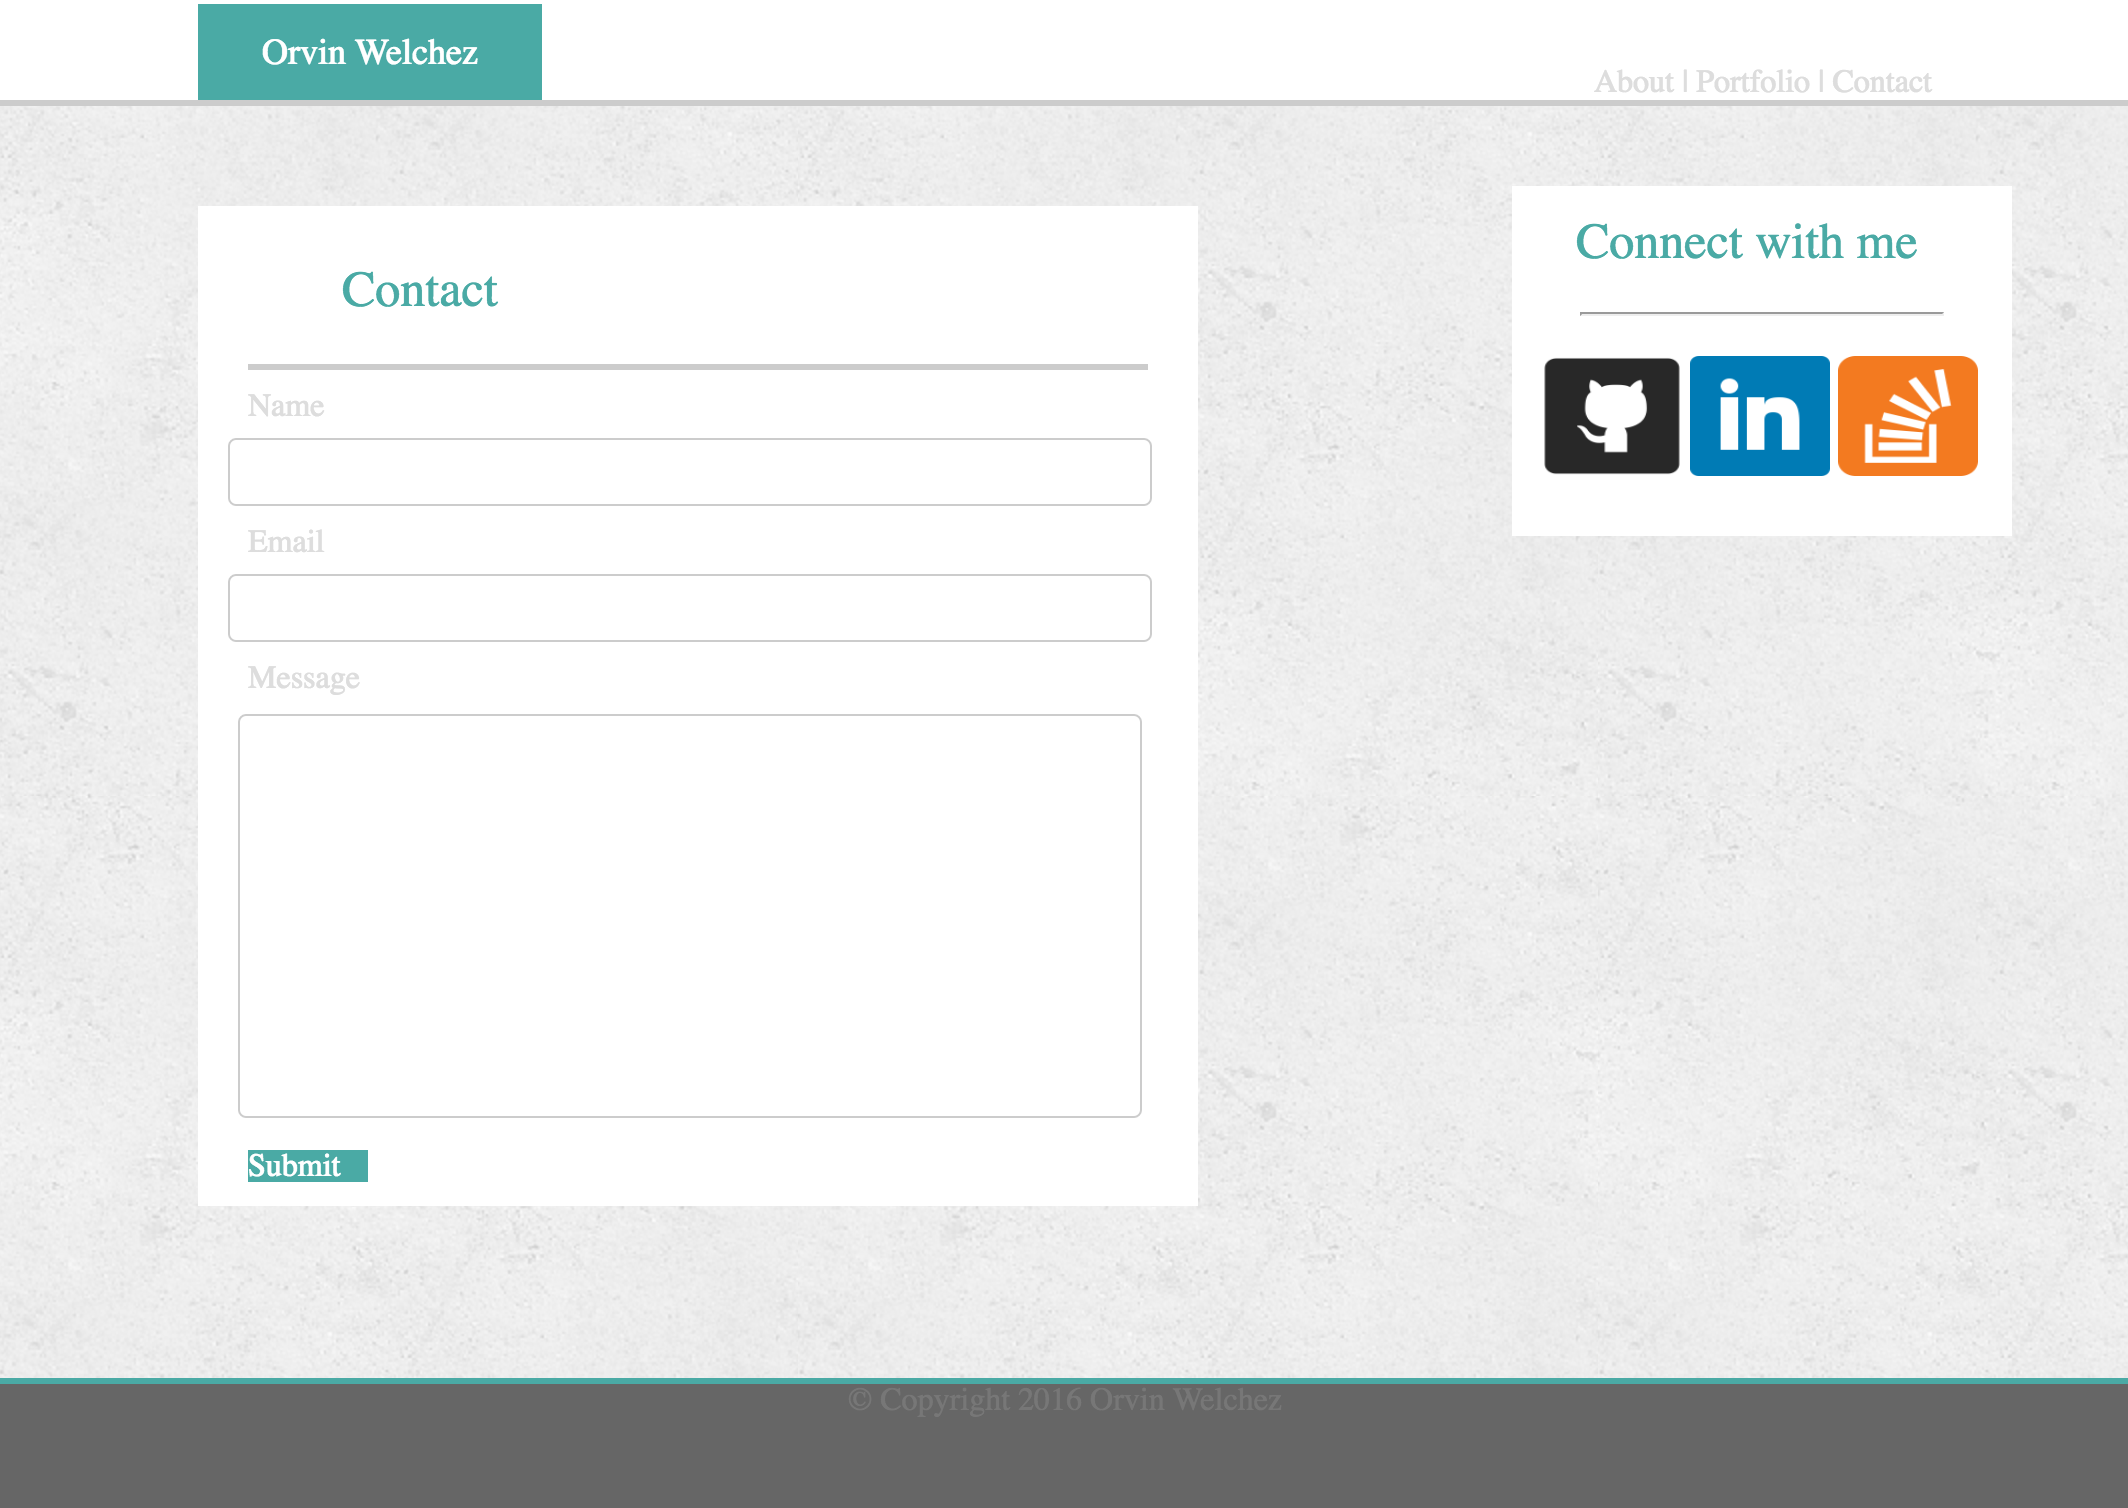 Orvin Welchez
About | Portfolio | Contact
Contact
Name
Email
Message
Submit
Connect with me
in
© Copyright 2016 Orvin Welchez